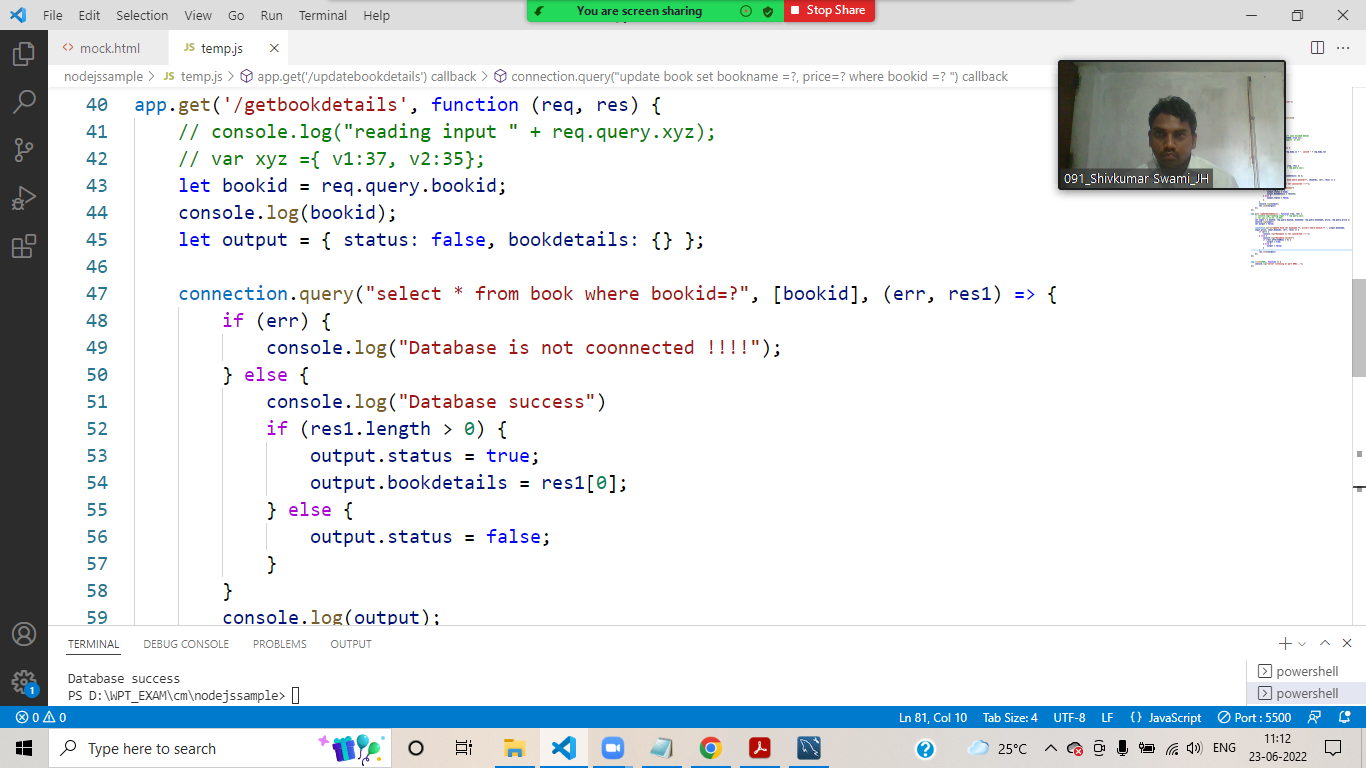 File Edit Selection View Go Run Terminal Help
You are screen sharing Stop Share
<> mock.html JS temp.js
nodejssample > JS temp.js > app.get('/updatebookdetails') callback > connection.query("update book set bookname =?, price=? where bookid =? ") callback
40 app.get('/getbookdetails', function (req, res) {
41 // console.log("reading input " + req.query.xyz);
42 // var xyz ={ v1:37, v2:35};
43 let bookid = req.query.bookid;
44 console.log(bookid);
45 let output = { status: false, bookdetails: {} };
46
47 connection.query("select * from book where bookid=?", [bookid], (err, res1) => {
48 if (err) {
49 console.log("Database is not coonnected !!!!");
50 } else {
51 console.log("Database success")
52 if (res1.length > 0) {
53 output.status = true;
54 output.bookdetails = res1[0];
55 } else {
56 output.status = false;
57 }
58 }
59 console.log(output);
091_Shivkumar Swami_JH
TERMINAL DEBUG CONSOLE PROBLEMS OUTPUT
Database success
PS D:\WPT_EXAM\cm\nodejssample>
powershell
powershell
1
0 0 Ln 81, Col 10 Tab Size: 4 UTF-8 LF {} JavaScript Port : 5500
Type here to search 25°C ENG 11:12
23-06-2022